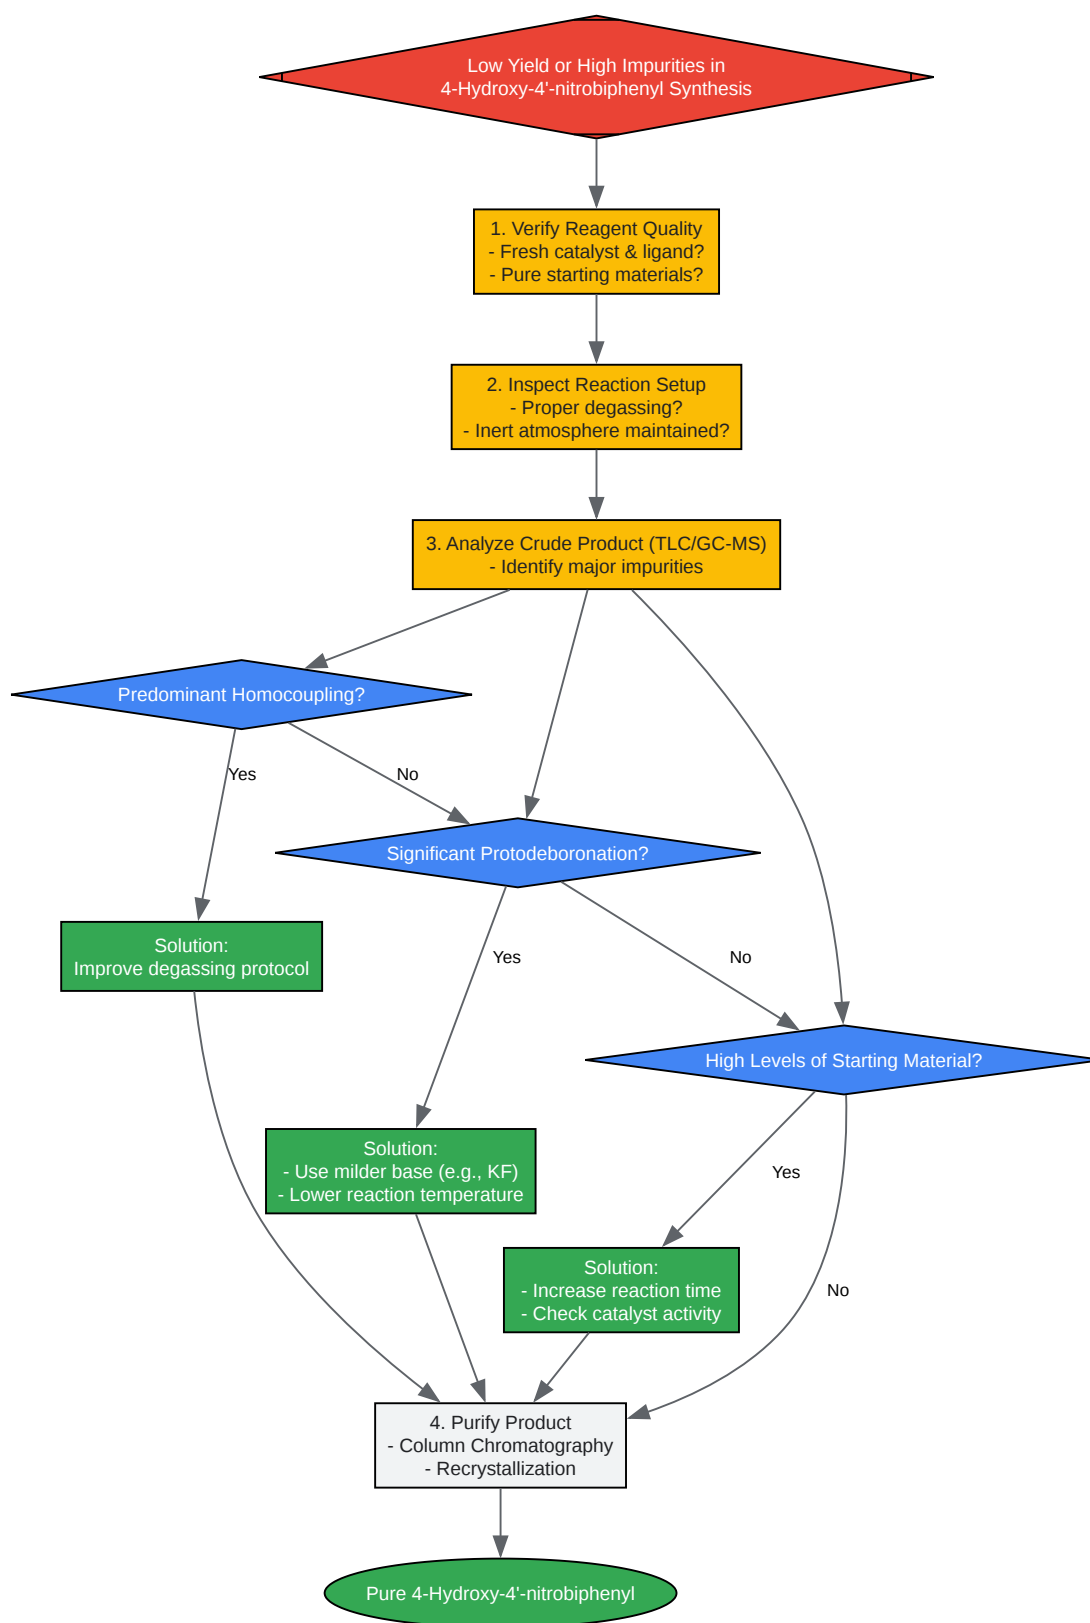 Low Yield or High Impurities in
4-Hydroxy-4'-nitrobiphenyl Synthesis
1. Verify Reagent Quality
- Fresh catalyst & ligand?
- Pure starting materials?
2. Inspect Reaction Setup
- Proper degassing?
- Inert atmosphere maintained?
3. Analyze Crude Product (TLC/GC-MS)
- Identify major impurities
Predominant Homocoupling?
Yes
No
Significant Protodeboronation?
Solution:
Improve degassing protocol
Yes
No
High Levels of Starting Material?
Solution:
- Use milder base (e.g., KF)
- Lower reaction temperature
Yes
Solution:
- Increase reaction time
- Check catalyst activity
No
4. Purify Product
- Column Chromatography
- Recrystallization
Pure 4-Hydroxy-4'-nitrobiphenyl